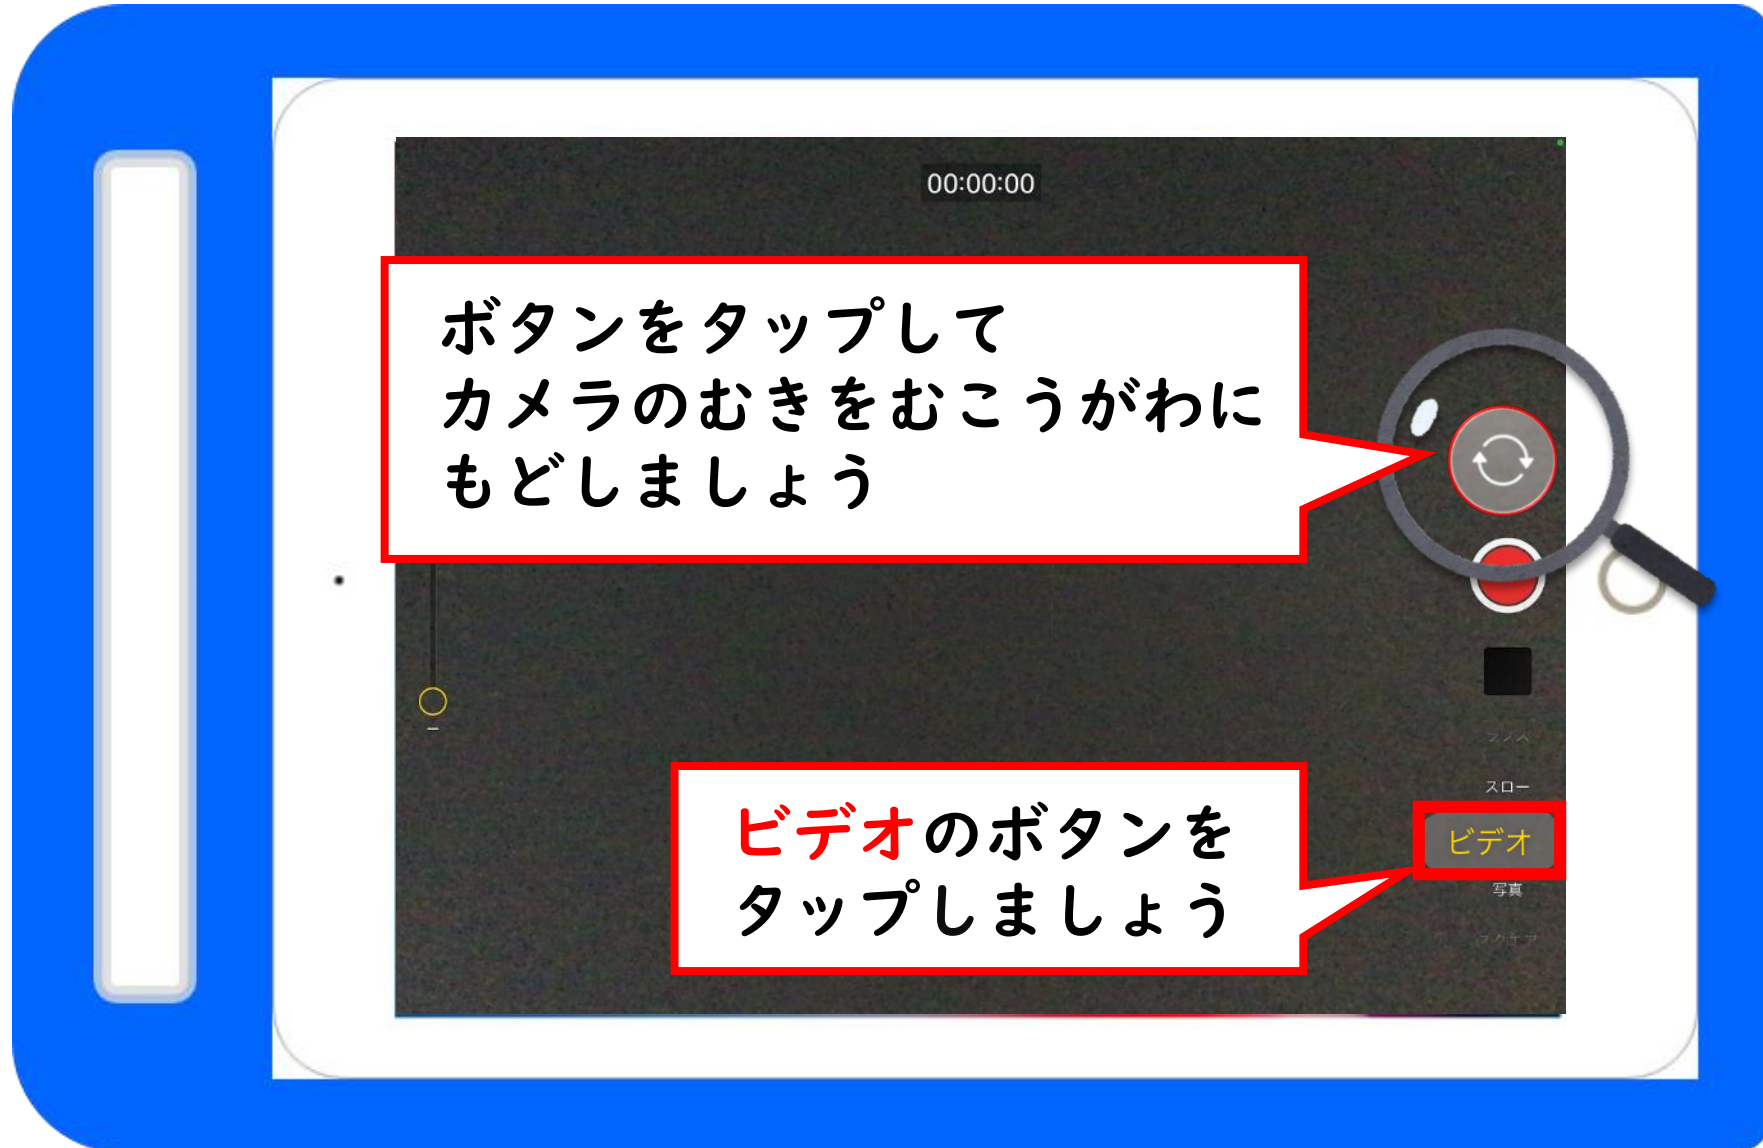 00:00:00
ボタンをタップして
カメラのむきをむこうがわに
もどしましょう
スロー
ビデオ
写真
ビデオのボタンを
タップしましょう